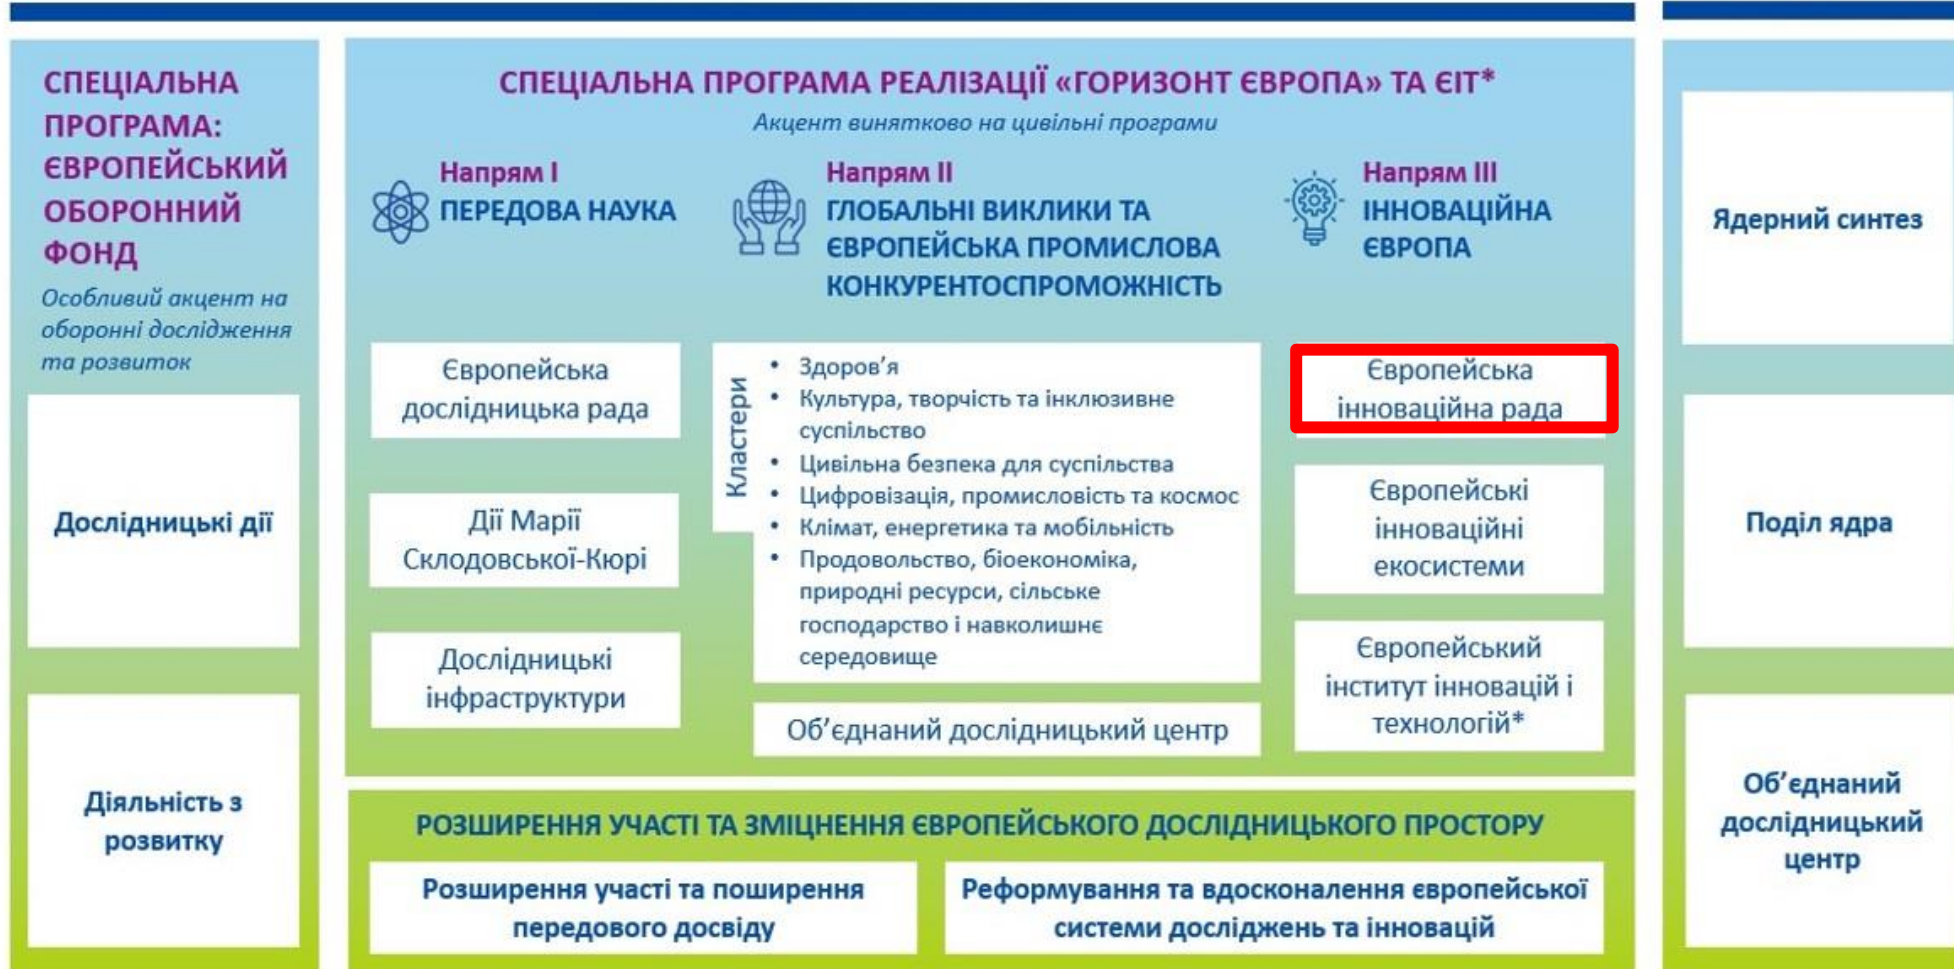 СПЕЦІАЛЬНА
ПРОГРАМА:
ЄВРОПЕЙСЬКИЙ
ОБОРОННИЙ
ФОНД
Особливий акцент на
оборонні дослідження
та розвиток
Дослідницькі дії
Діяльність з
розвитку
СПЕЦІАЛЬНА ПРОГРАМА РЕАЛІЗАЦІЇ «ГОРИЗОНТ ЄВРОПА» ТА ЄІТ*
Акцент винятково на цивільні програми
Напрям I
ПЕРЕДОВА НАУКА
Європейська
дослідницька рада
Дії Марії
Склодовської-Кюрі
Дослідницькі
інфраструктури
Напрям II
ГЛОБАЛЬНІ ВИКЛИКИ ТА
ЄВРОПЕЙСЬКА ПРОМИСЛОВА
КОНКУРЕНТОСПРОМОЖНІСТЬ
Кластери
• Здоров’я
• Культура, творчість та інклюзивне
суспільство
• Цивільна безпека для суспільства
• Цифровізація, промисловість та космос
• Клімат, енергетика та мобільність
• Продовольство, біоекономіка,
природні ресурси, сільське
господарство і навколишнє
середовище
Об’єднаний дослідницький центр
Напрям III
ІННОВАЦІЙНА
ЄВРОПА
Європейська
інноваційна рада
Європейські
інноваційні
екосистеми
Європейський
інститут інновацій і
технологій*
РОЗШИРЕННЯ УЧАСТІ ТА ЗМІЦНЕННЯ ЄВРОПЕЙСЬКОГО ДОСЛІДНИЦЬКОГО ПРОСТОРУ
Розширення участі та поширення
передового досвіду
Реформування та вдосконалення європейської
системи досліджень та інновацій
Ядерний синтез
Поділ ядра
Об’єднаний
дослідницький
центр